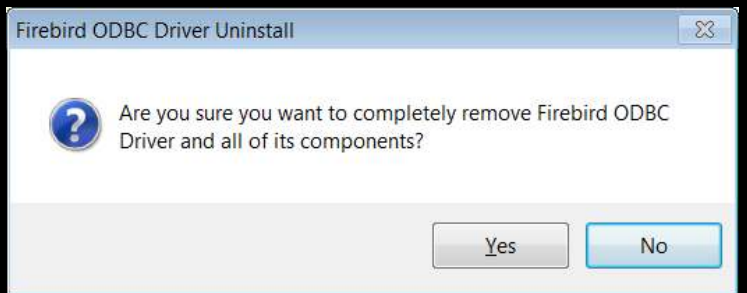 Firebird ODBC Driver Uninstall
Are you sure you want to completely remove Firebird ODBC
Driver and all of its components?
Yes No